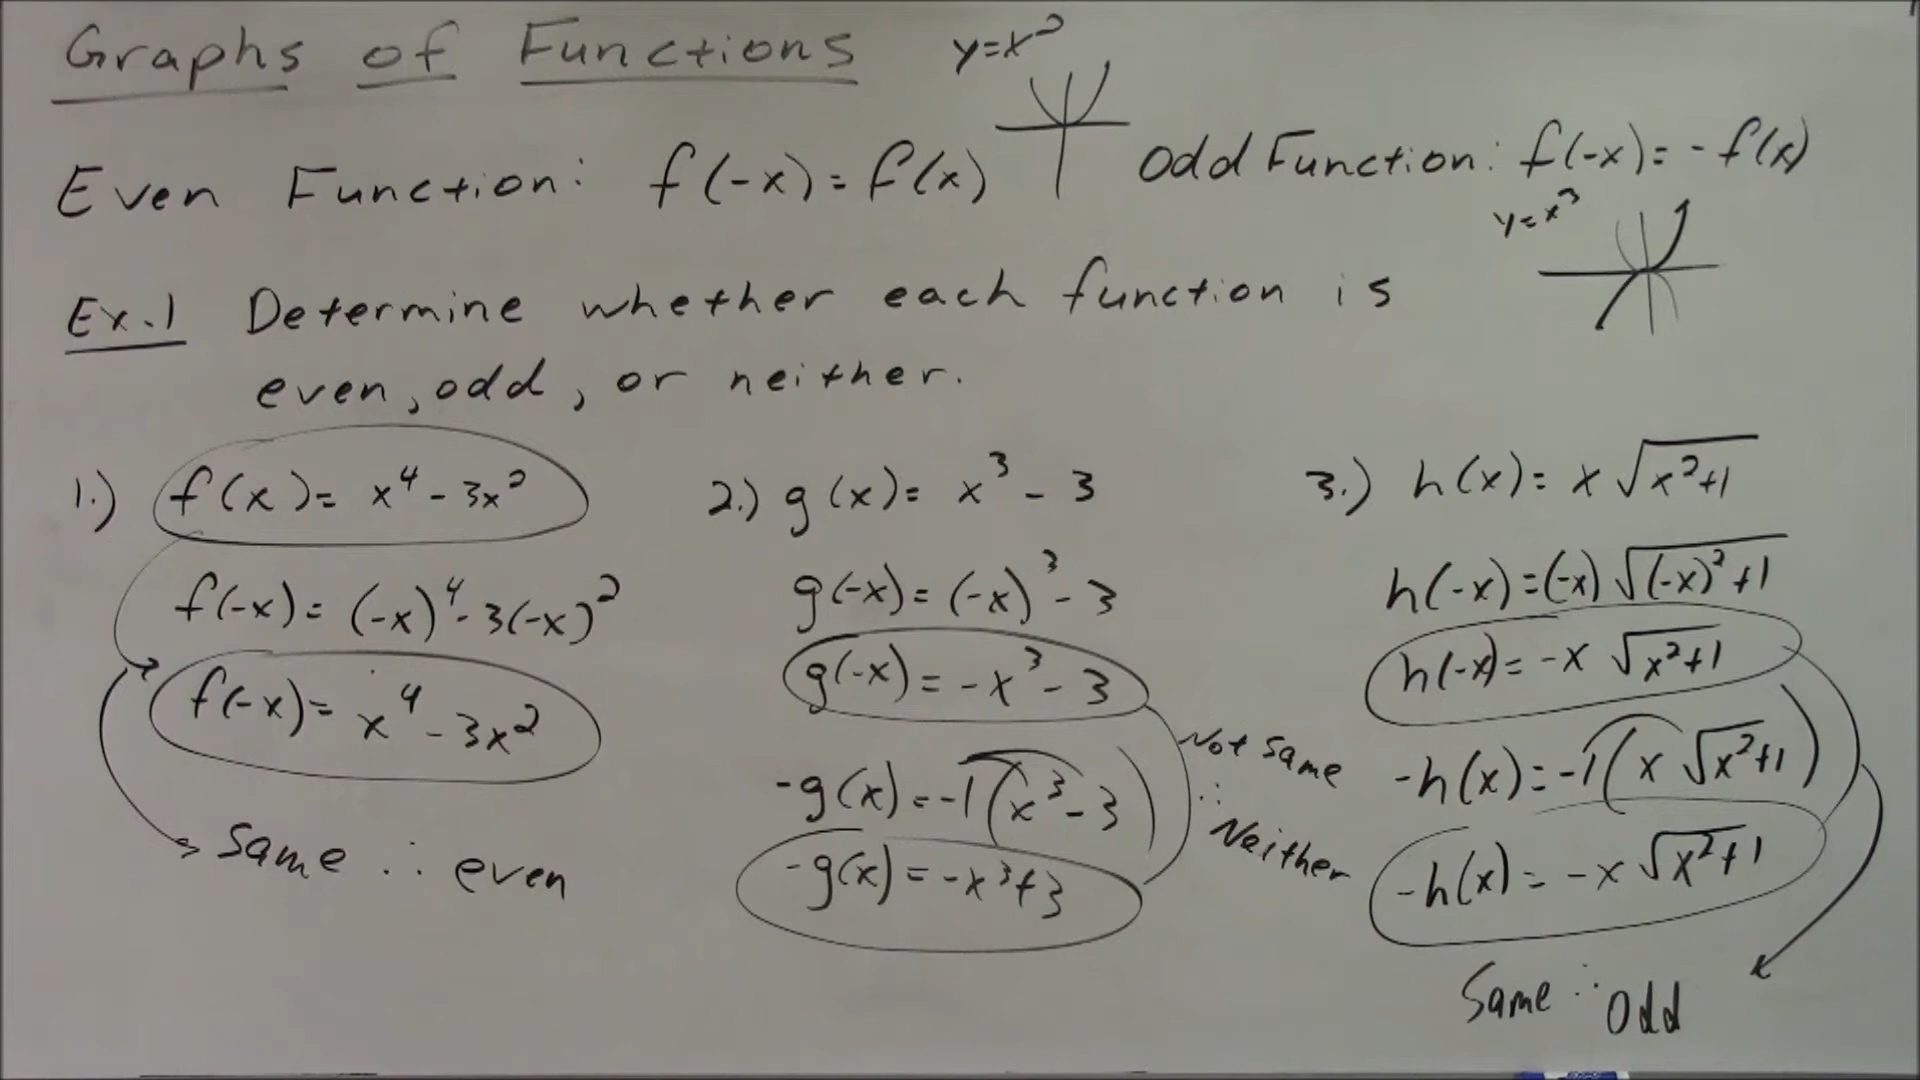 Graphs of Functions
y=x²
Even Function: f(-x)=f(x)
Odd Function: f(-x)=-f(x)
y=x³
Ex.1 Determine whether each function is
even, odd, or neither.
1.) f(x)= x⁴-3x²
f(-x)= (-x)⁴-3(-x)²
f(-x)= x⁴-3x²
Same ∴ even
2.) g(x)= x³-3
g(-x)= (-x)³-3
g(-x)= -x³-3
-g(x)=-1(x³-3)
-g(x)=-x³+3
Not Same
∴
Neither
3.) h(x)= x√(x²+1)
h(-x)=(-x)√((-x)²+1)
h(-x)= -x√(x²+1)
-h(x)=-1(x√(x²+1))
-h(x)= -x√(x²+1)
Same ∴ Odd